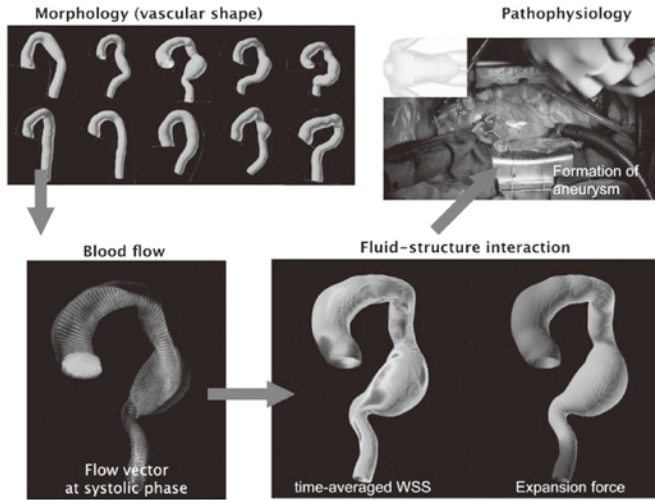 Morphology (vascular shape)
Pathophysiology
Formation of
aneurysm
Blood flow
Fluid-structure interaction
Flow vector
at systolic phase
time-averaged WSS
Expansion force